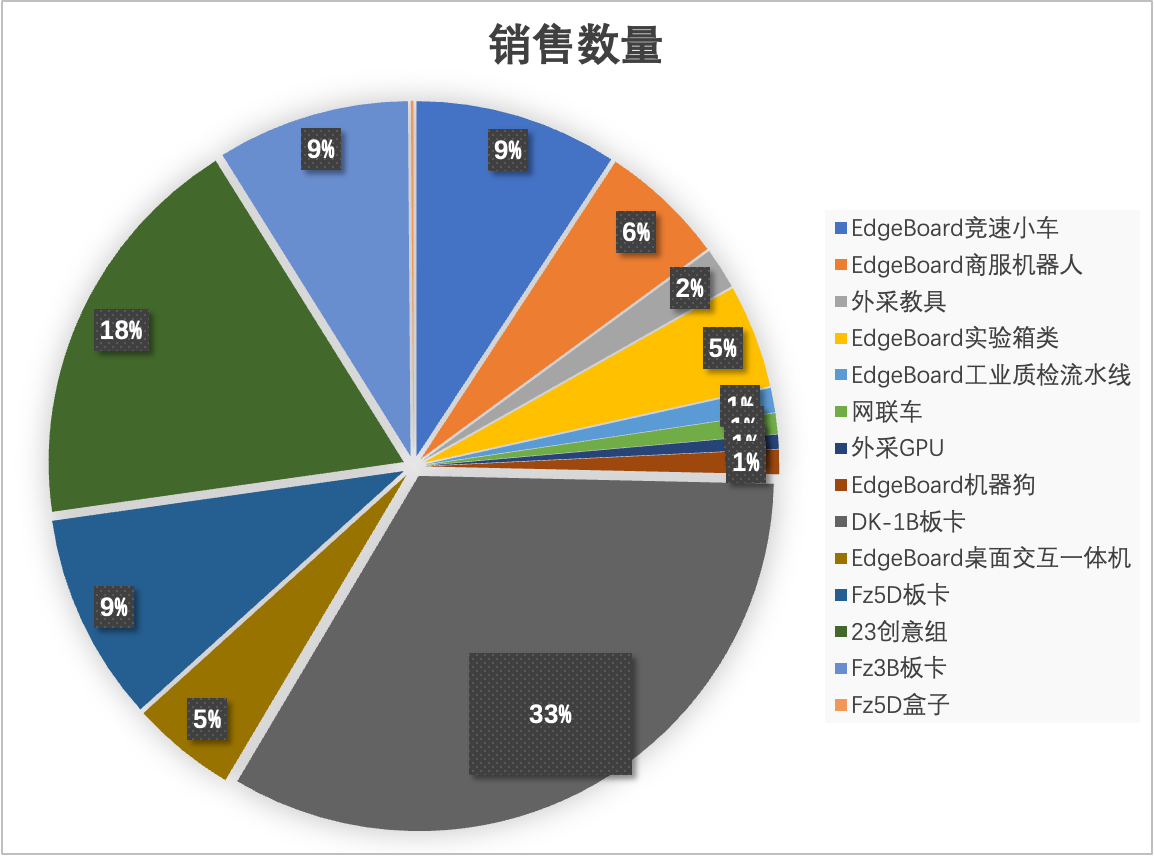 销售数量
9%
9%
6%
2%
5%
1%
1%
1%
1%
33%
5%
9%
18%
EdgeBoard竞速小车
EdgeBoard商服机器人
外采教具
EdgeBoard实验箱类
EdgeBoard工业质检流水线
网联车
外采GPU
EdgeBoard机器狗
DK-1B板卡
EdgeBoard桌面交互一体机
Fz5D板卡
23创意组
Fz3B板卡
Fz5D盒子